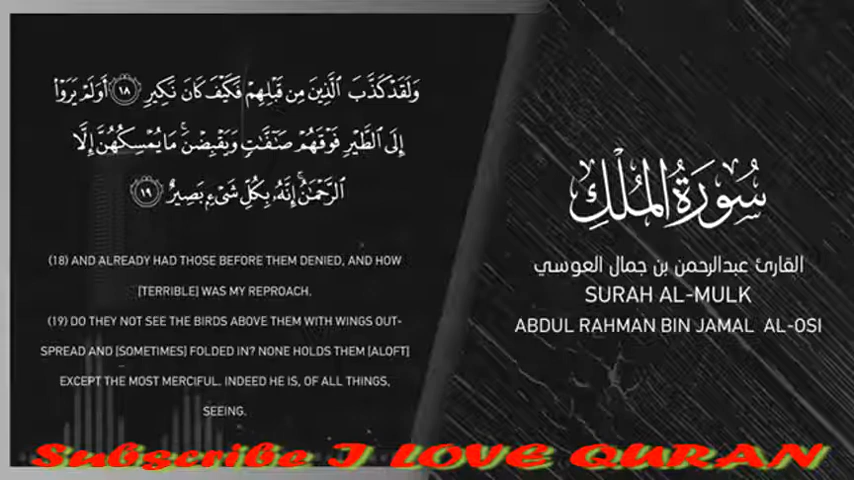 وَلَقَدْ كَذَّبَ الَّذِينَ مِن قَبْلِهِمْ فَكَيْفَ كَانَ نَكِيرِ ١٨ أَوَلَمْ يَرَوْا
إِلَى الطَّيْرِ فَوْقَهُمْ صَٰٓفَّٰتٍ وَيَقْبِضْنَ ۚ مَا يُمْسِكُهُنَّ إِلَّا
الرَّحْمَٰنُ ۚ إِنَّهُۥ بِكُلِّ شَىْءٍۭ بَصِيرٌ ١٩
(18) AND ALREADY HAD THOSE BEFORE THEM DENIED, AND HOW
[TERRIBLE] WAS MY REPROACH.
(19) DO THEY NOT SEE THE BIRDS ABOVE THEM WITH WINGS OUT-
SPREAD AND [SOMETIMES] FOLDED IN? NONE HOLDS THEM [ALOFT]
EXCEPT THE MOST MERCIFUL. INDEED HE IS, OF ALL THINGS,
SEEING.
سُورَةُ المُلْكِ
القارئ عبدالرحمن بن جمال العوسي
SURAH AL-MULK
ABDUL RAHMAN BIN JAMAL AL-OSI
Subscribe I LOVE QURAN